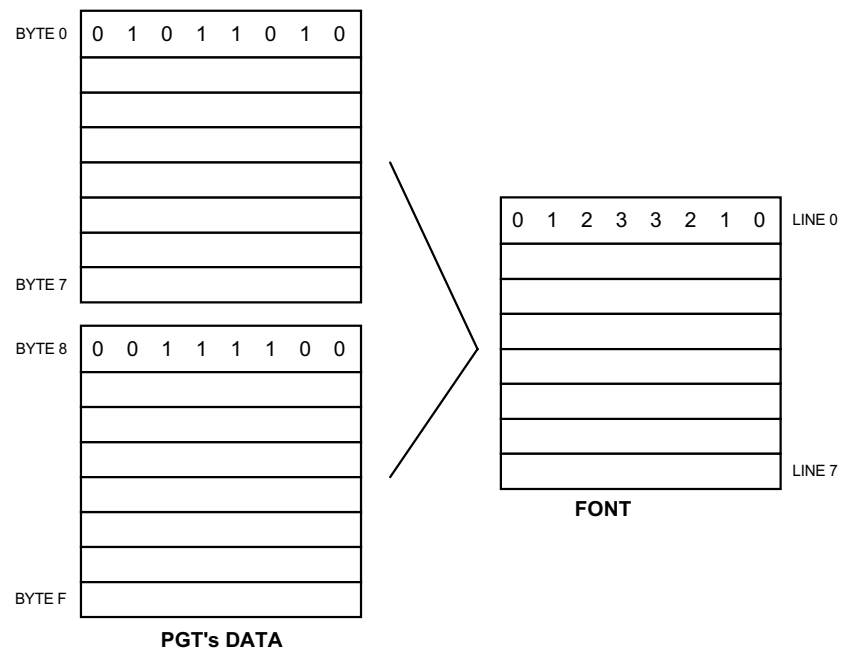 BYTE 0 0 1 0 1 1 0 1 0
BYTE 7
BYTE 8 0 0 1 1 1 1 0 0
BYTE F
PGT's DATA
0 1 2 3 3 2 1 0 LINE 0
LINE 7
FONT